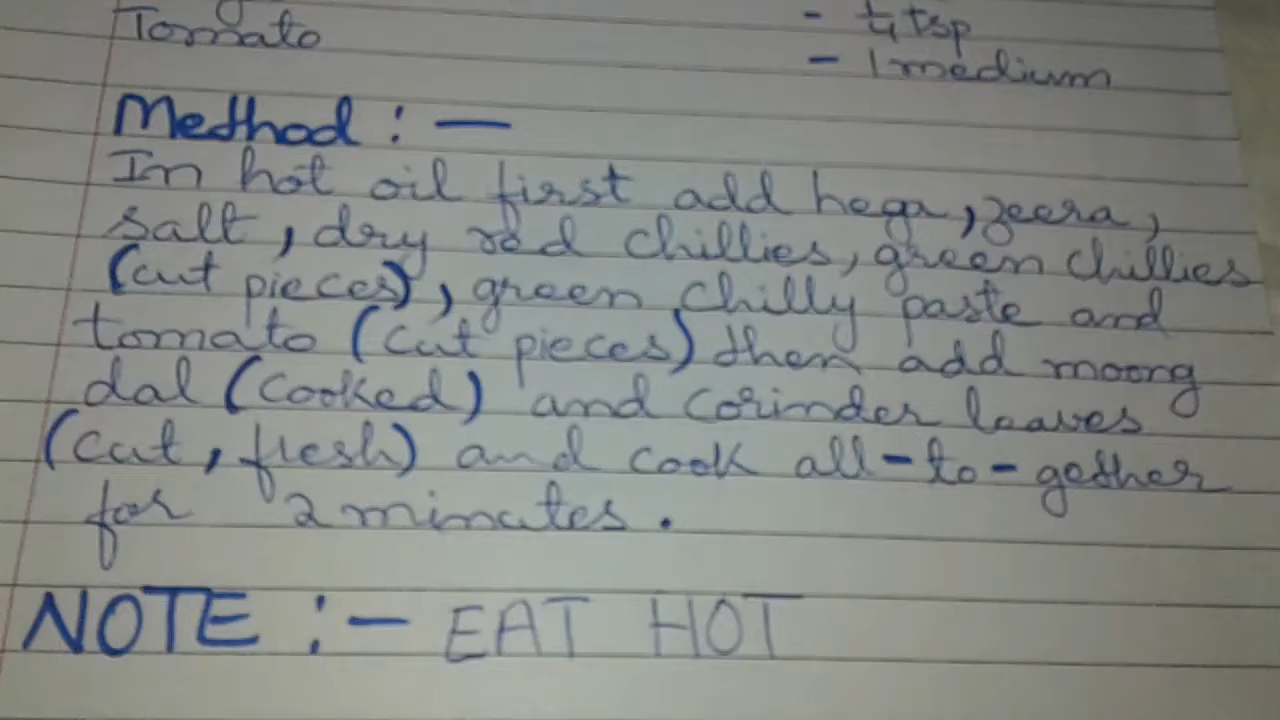 Tomato
- 1/4 tsp
- 1 medium
Method : -
In hot oil first add hega, zeera,
salt, dry red chillies, green chillies
(cut pieces), green chilly paste and
tomato (cut pieces) then add moong
dal (cooked) and corinder leaves
(cut, fresh) and cook all-to-gether
for 2 minutes.
NOTE :- EAT HOT